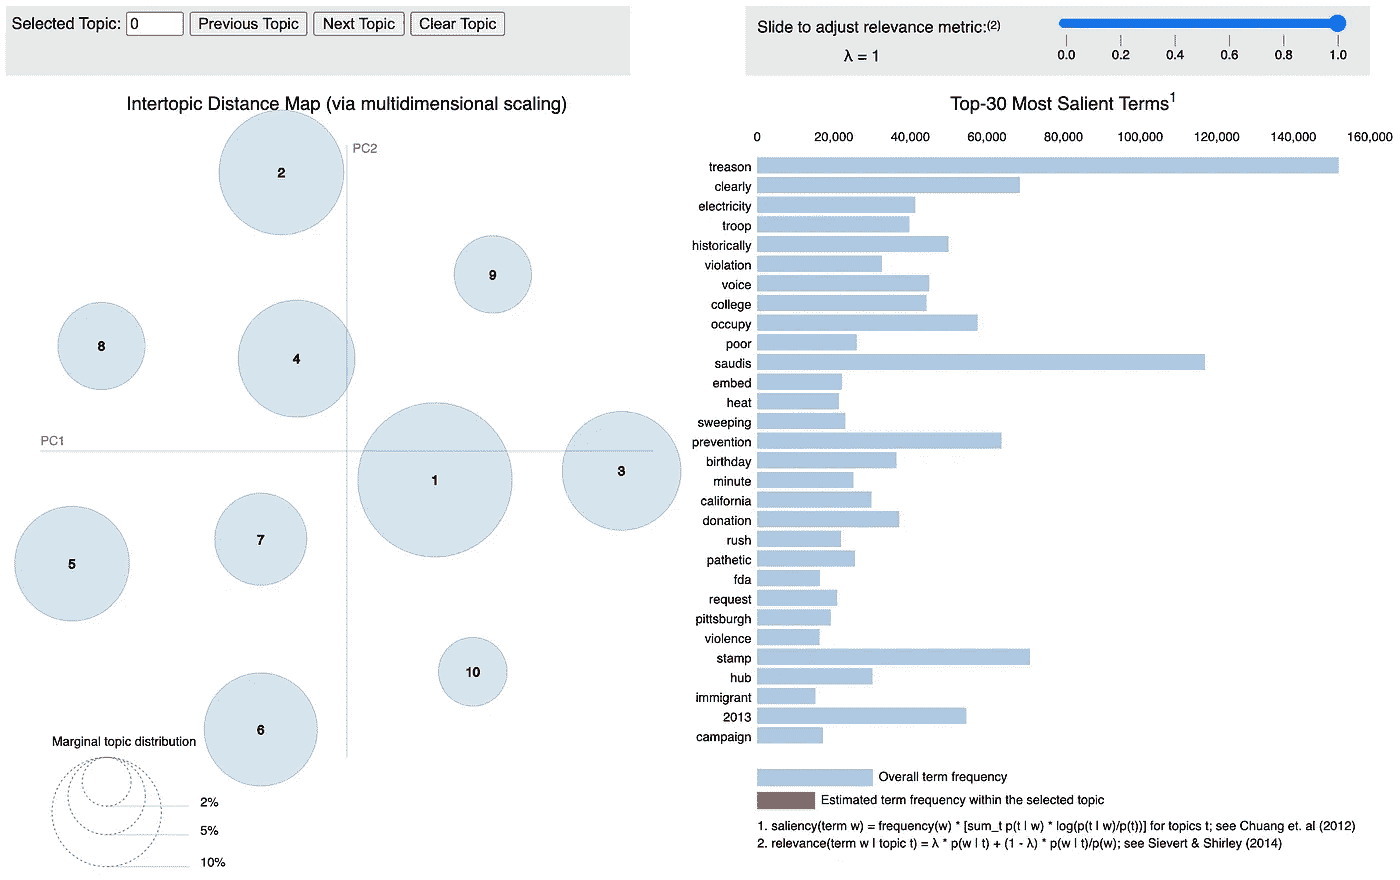 Selected Topic: 0 Previous Topic Next Topic Clear Topic
Slide to adjust relevance metric:(2)
λ = 1
0.0 0.2 0.4 0.6 0.8 1.0
Intertopic Distance Map (via multidimensional scaling)
PC2
PC1
2
9
8
4
1
3
5
7
10
6
Marginal topic distribution
2%
5%
10%
Top-30 Most Salient Terms1
0 20,000 40,000 60,000 80,000 100,000 120,000 140,000 160,000
treason
clearly
electricity
troop
historically
violation
voice
college
occupy
poor
saudis
embed
heat
sweeping
prevention
birthday
minute
california
donation
rush
pathetic
fda
request
pittsburgh
violence
stamp
hub
immigrant
2013
campaign
Overall term frequency
Estimated term frequency within the selected topic
1. saliency(term w) = frequency(w) * [sum_t p(t | w) * log(p(t | w)/p(t))] for topics t; see Chuang et. al (2012)
2. relevance(term w | topic t) = λ * p(w | t) + (1 - λ) * p(w | t)/p(w); see Sievert & Shirley (2014)